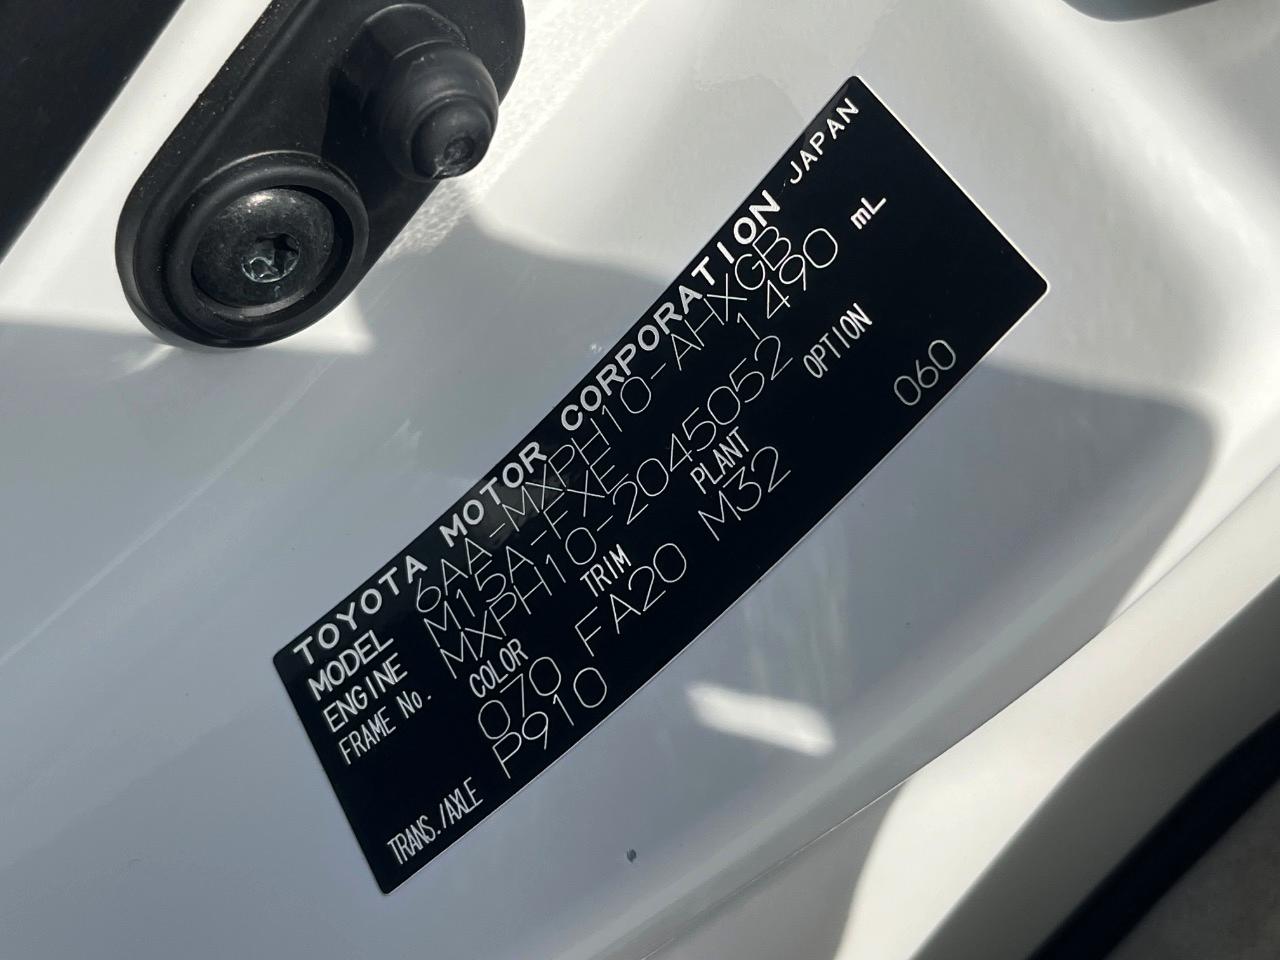 TOYOTA MOTOR CORPORATION JAPAN
MODEL 6AA-MXPH10-AHXGB
ENGINE M15A-FXE 1490 mL
FRAME No. MXPH10-2045052
COLOR TRIM PLANT OPTION
070 FA20 M32 060
TRANS./AXLE P910